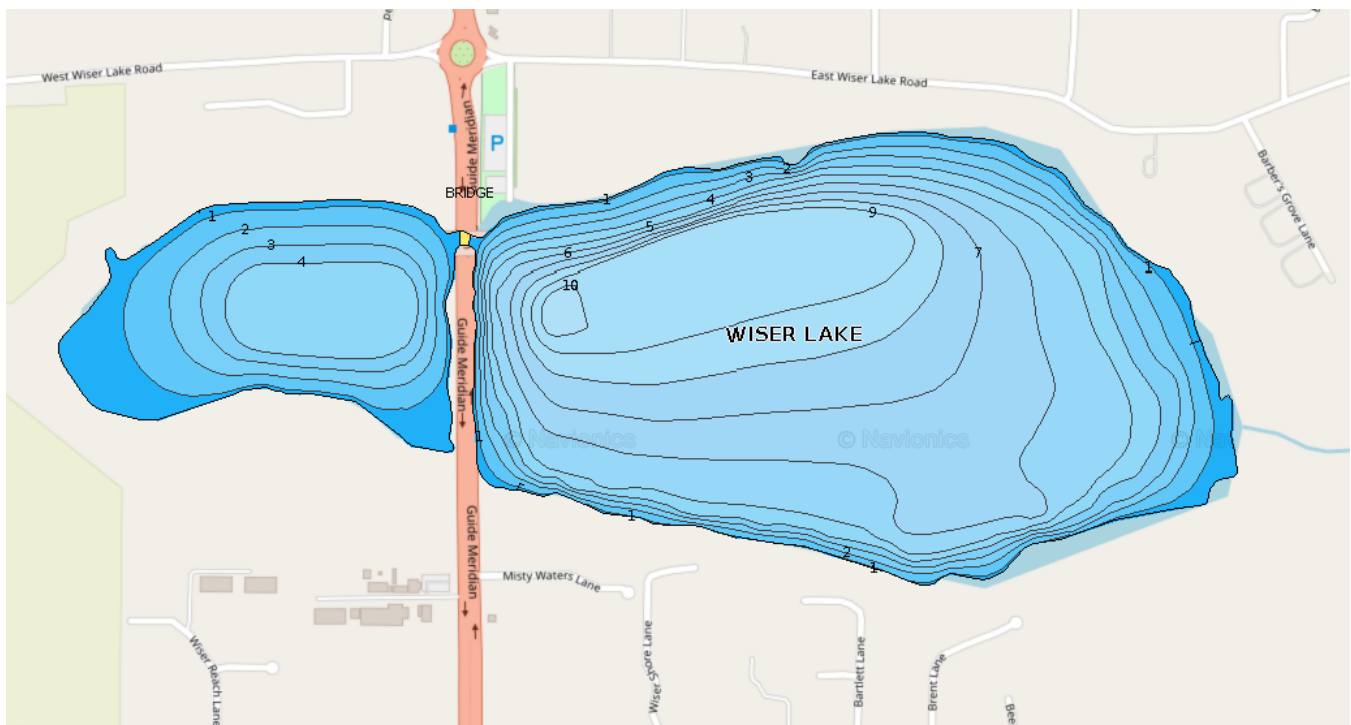 West Wiser Lake Road
East Wiser Lake Road
Guide Meridian
P
Barber's Grove Lane
BRIDGE
1
2
3
4
1
2
3
4
5
6
7
9
10
1
WISER LAKE
Guide Meridian
1
© Navionics
© Navionics
© Nav
1
2
1
Guide Meridian
Misty Waters Lane
Wiser Shore Lane
Wiser Reach Lane
Bartlett Lane
Brent Lane
Bee